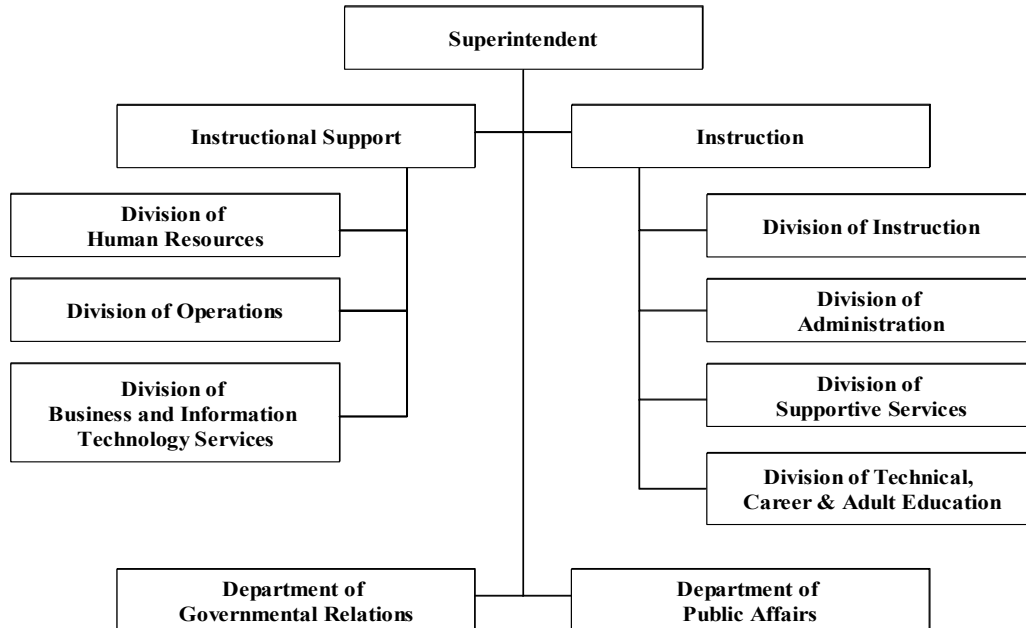 Superintendent
Instructional Support
Instruction
Division of
Human Resources
Division of Operations
Division of
Business and Information
Technology Services
Division of Instruction
Division of
Administration
Division of
Supportive Services
Division of Technical,
Career & Adult Education
Department of
Governmental Relations
Department of
Public Affairs